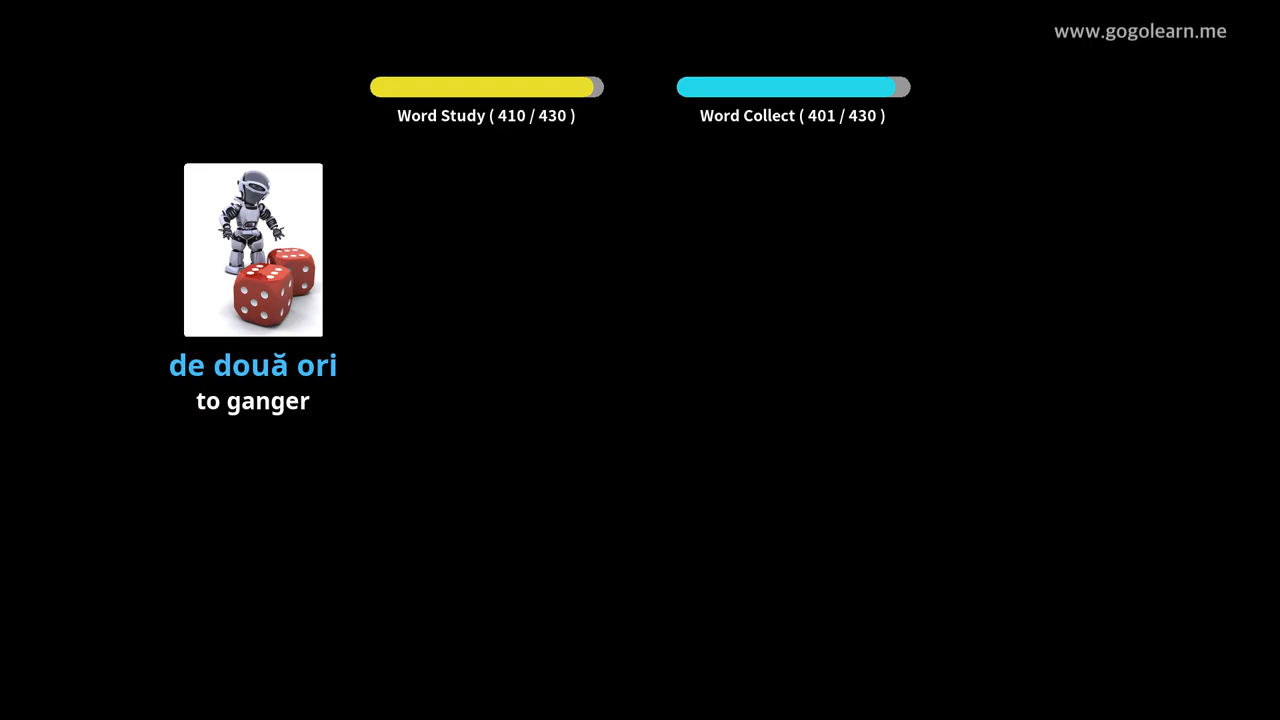 www.gogolearn.me
Word Study ( 410 / 430 )
Word Collect ( 401 / 430 )
de două ori
to ganger